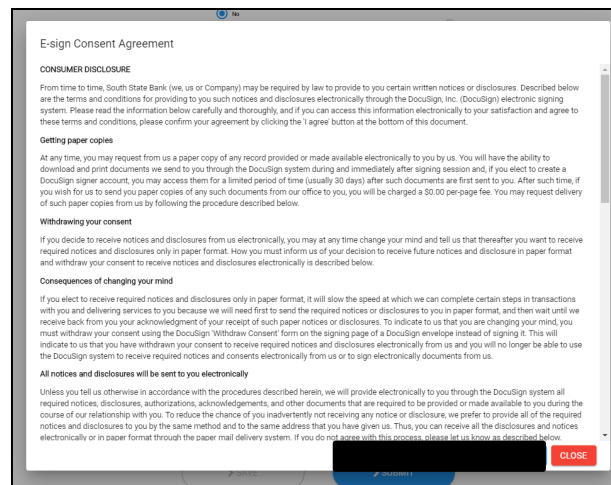 No
E-sign Consent Agreement
CONSUMER DISCLOSURE
From time to time, South State Bank (we, us or Company) may be required by law to provide to you certain written notices or disclosures. Described below
are the terms and conditions for providing to you such notices and disclosures electronically through the DocuSign, Inc. (DocuSign) electronic signing
system. Please read the information below carefully and thoroughly, and if you can access this information electronically to your satisfaction and agree to
these terms and conditions, please confirm your agreement by clicking the 'I agree' button at the bottom of this document.
Getting paper copies
At any time, you may request from us a paper copy of any record provided or made available electronically to you by us. You will have the ability to
download and print documents we send to you through the DocuSign system during and immediately after signing session and, if you elect to create a
DocuSign signer account, you may access them for a limited period of time (usually 30 days) after such documents are first sent to you. After such time, if
you wish for us to send you paper copies of any such documents from our office to you, you will be charged a $0.00 per-page fee. You may request delivery
of such paper copies from us by following the procedure described below.
Withdrawing your consent
If you decide to receive notices and disclosures from us electronically, you may at any time change your mind and tell us that thereafter you want to receive
required notices and disclosures only in paper format. How you must inform us of your decision to receive future notices and disclosure in paper format
and withdraw your consent to receive notices and disclosures electronically is described below.
Consequences of changing your mind
If you elect to receive required notices and disclosures only in paper format, it will slow the speed at which we can complete certain steps in transactions
with you and delivering services to you because we will need first to send the required notices or disclosures to you in paper format, and then wait until we
receive back from you your acknowledgment of your receipt of such paper notices or disclosures. To indicate to us that you are changing your mind, you
must withdraw your consent using the DocuSign 'Withdraw Consent' form on the signing page of a DocuSign envelope instead of signing it. This will
indicate to us that you have withdrawn your consent to receive required notices and disclosures electronically from us and you will no longer be able to use
the DocuSign system to receive required notices and consents electronically from us or to sign electronically documents from us.
All notices and disclosures will be sent to you electronically
Unless you tell us otherwise in accordance with the procedures described herein, we will provide electronically to you through the DocuSign system all
required notices, disclosures, authorizations, acknowledgements, and other documents that are required to be provided or made available to you during the
course of our relationship with you. To reduce the chance of you inadvertently not receiving any notice or disclosure, we prefer to provide all of the required
notices and disclosures to you by the same method and to the same address that you have given us. Thus, you can receive all the disclosures and notices
electronically or in paper format through the paper mail delivery system. If you do not agree with this process, please let us know as described below.
CLOSE
SAVE
SUBMIT